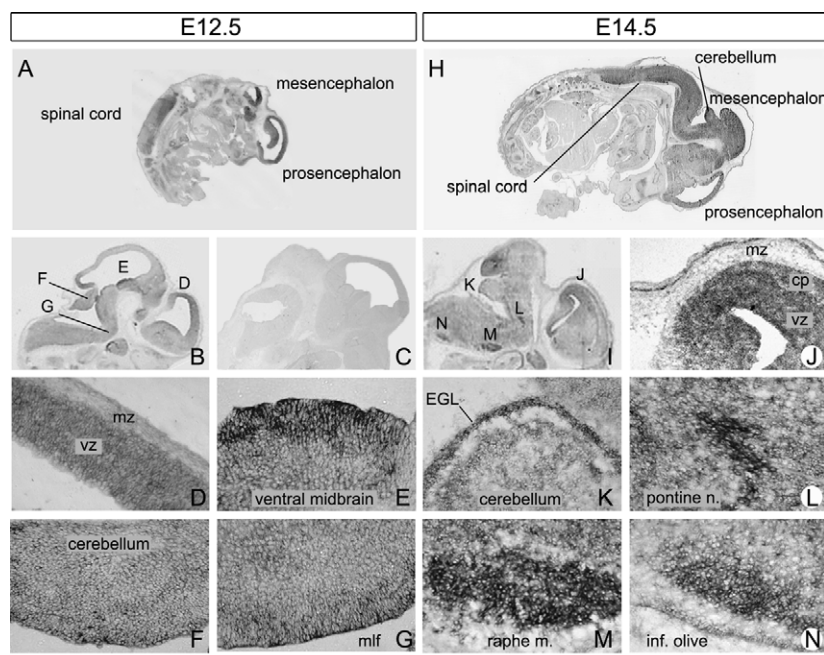 E12.5
E14.5
A
mesencephalon
spinal cord
prosencephalon
H
cerebellum
mesencephalon
spinal cord
prosencephalon
F
E
D
G
B
C
K
J
N
L
M
I
mz
cp
vz
J
mz
vz
D
ventral midbrain
E
EGL
cerebellum
K
pontine n.
L
cerebellum
F
mlf
G
raphe m.
M
inf. olive
N